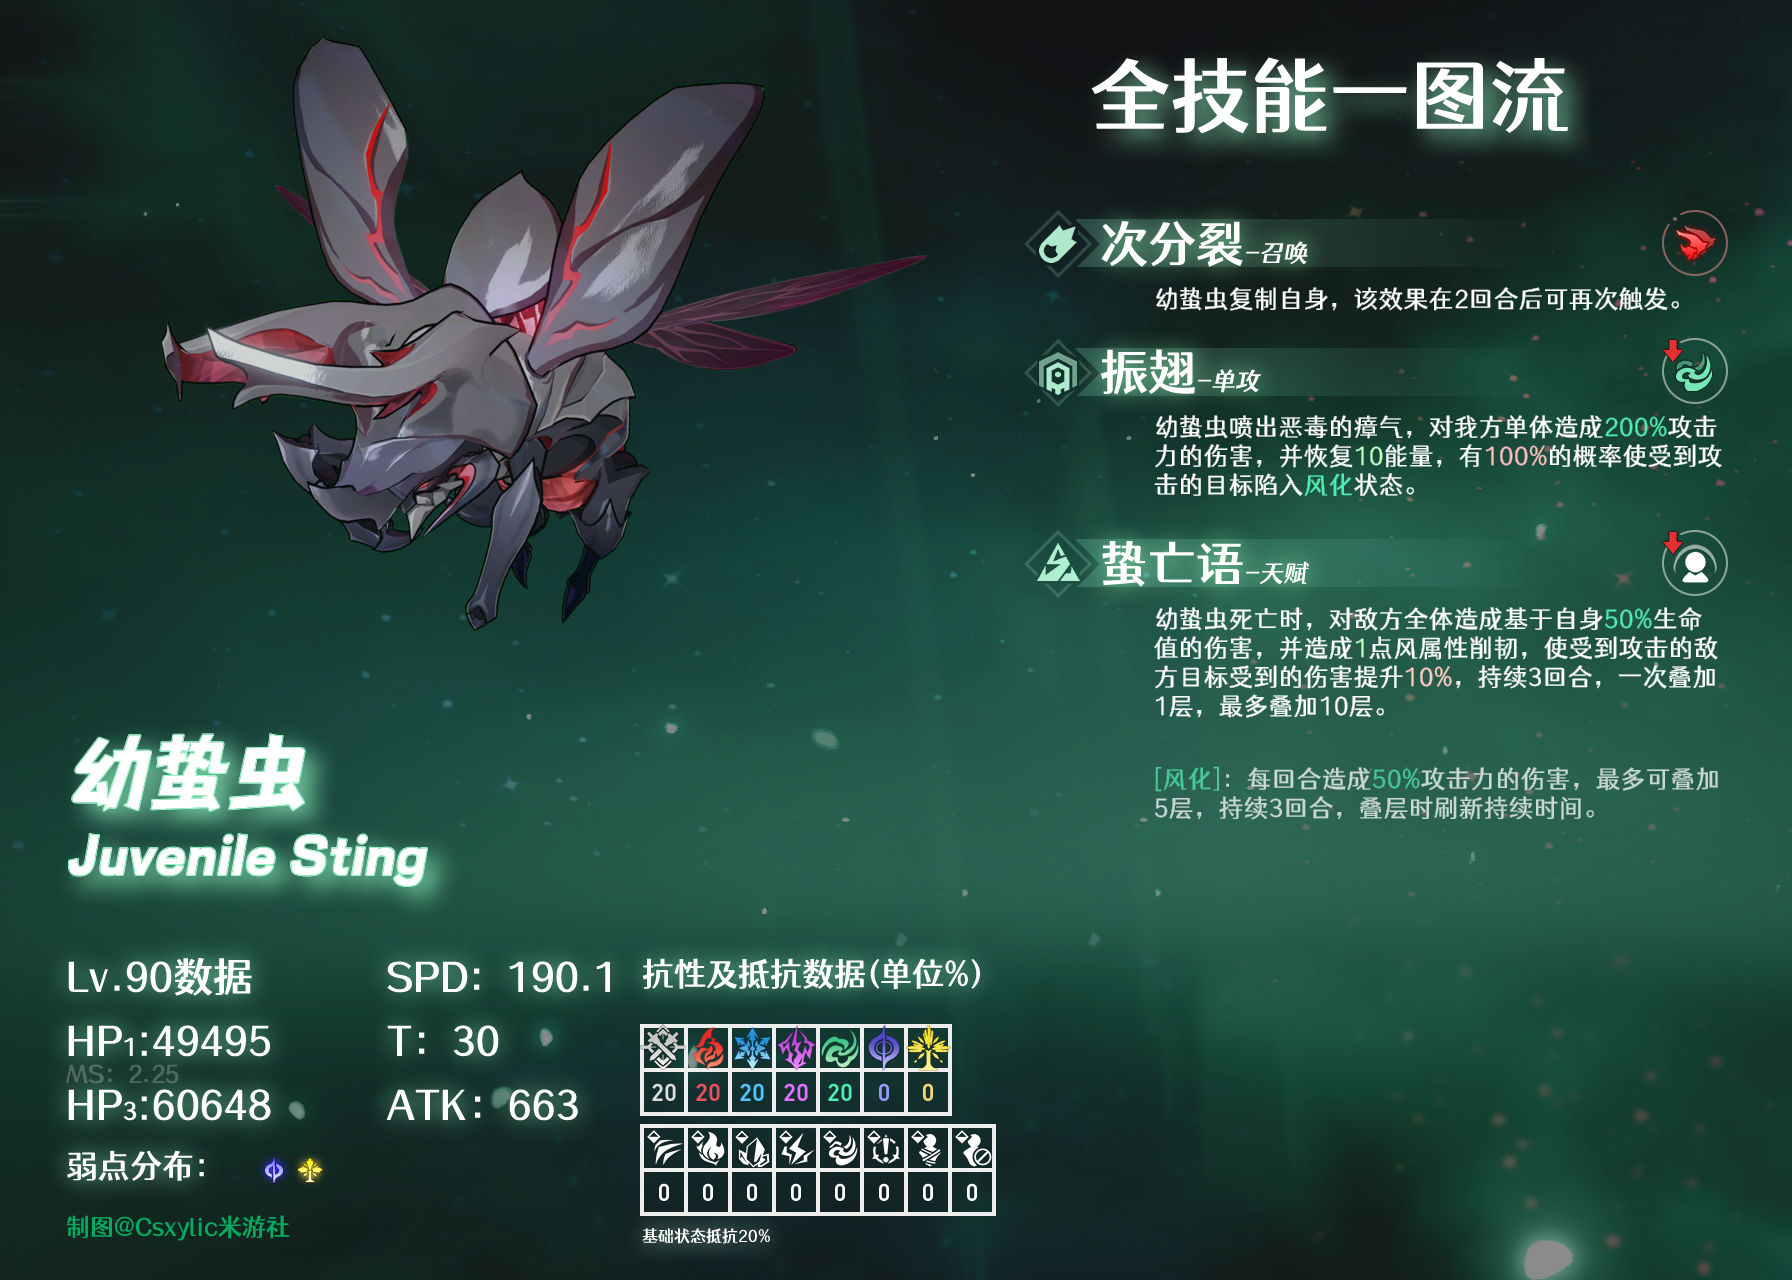 全技能一图流
次分裂-召唤
幼蛰虫复制自身，该效果在2回合后可再次触发。
振翅-单攻
幼蛰虫喷出恶毒的瘴气，对我方单体造成200%攻击
力的伤害，并恢复10能量，有100%的概率使受到攻
击的目标陷入风化状态。
蛰亡语-天赋
幼蛰虫死亡时，对敌方全体造成基于自身50%生命
值的伤害，并造成1点风属性削韧，使受到攻击的敌
方目标受到的伤害提升10%，持续3回合，一次叠加
1层，最多叠加10层。
[风化]：每回合造成50%攻击力的伤害，最多可叠加
5层，持续3回合，叠层时刷新持续时间。
幼蛰虫
Juvenile Sting
Lv.90数据
SPD：190.1
HP1:49495
T：30
MS：2.25
HP3:60648
ATK：663
弱点分布：
制图@Csxylic米游社
抗性及抵抗数据(单位%)
20 20 20 20 20 0 0
0 0 0 0 0 0 0 0
基础状态抵抗20%